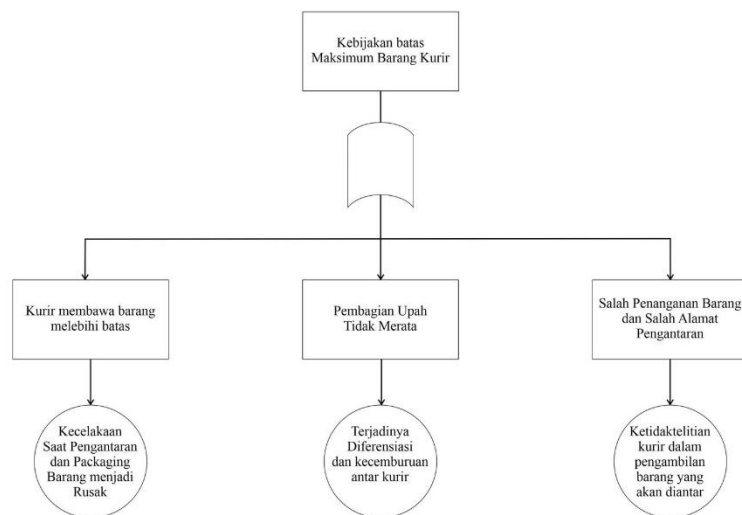 Kebijakan batas
Maksimum Barang Kurir
Kurir membawa barang
melebihi batas
Pembagian Upah
Tidak Merata
Salah Penanganan Barang
dan Salah Alamat
Pengantaran
Kecelakaan
Saat Pengantaran
dan Packaging
Barang menjadi
Rusak
Terjadinya
Diferensiasi
dan kecemburuan
antar kurir
Ketidaktelitian
kurir dalam
pengambilan
barang yang
akan diantar